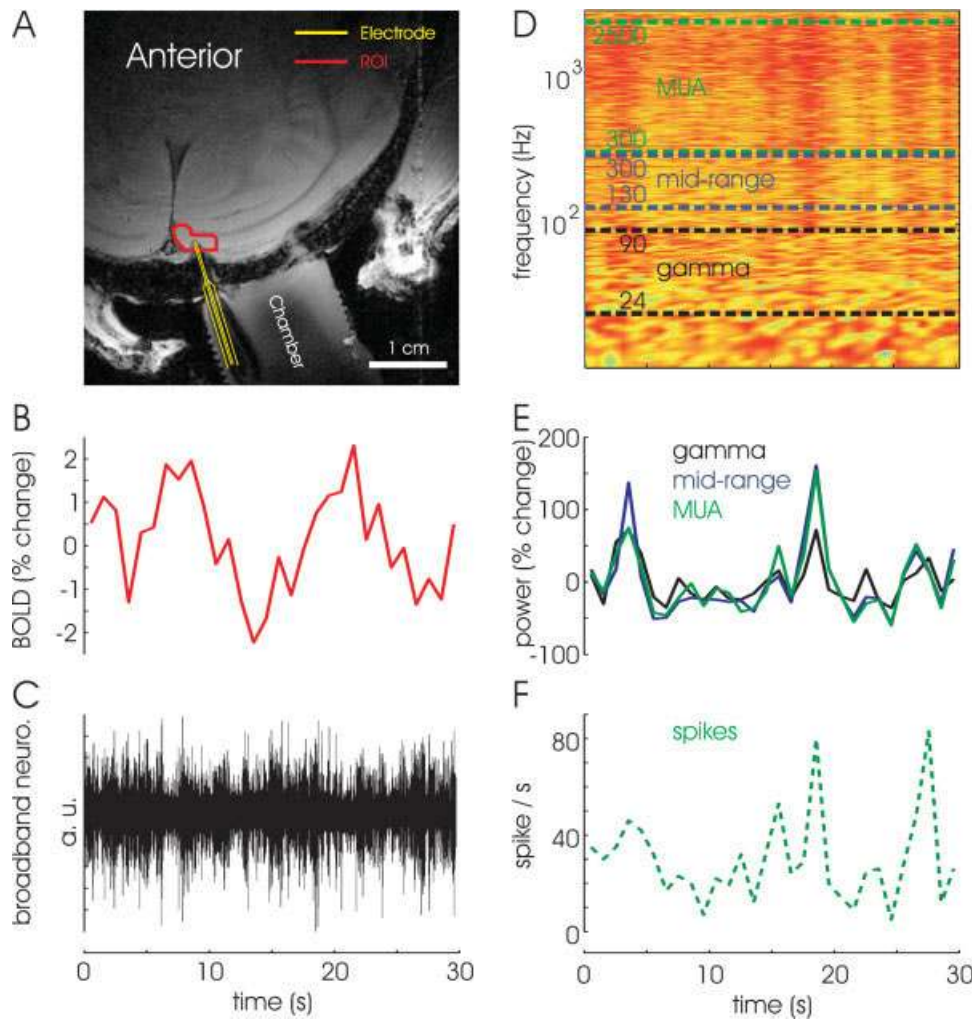 A
Anterior
Electrode
ROI
Chamber
1 cm
B
BOLD (% change)
2
1
0
-1
-2
C
broadband neuro.
a. u.
0
10
20
30
time (s)
D
frequency (Hz)
10³
10²
2500
MUA
300
300
mid-range
130
90
gamma
24
E
power (% change)
200
100
0
-100
gamma
mid-range
MUA
F
spike / s
80
40
0
spikes
0
10
20
30
time (s)